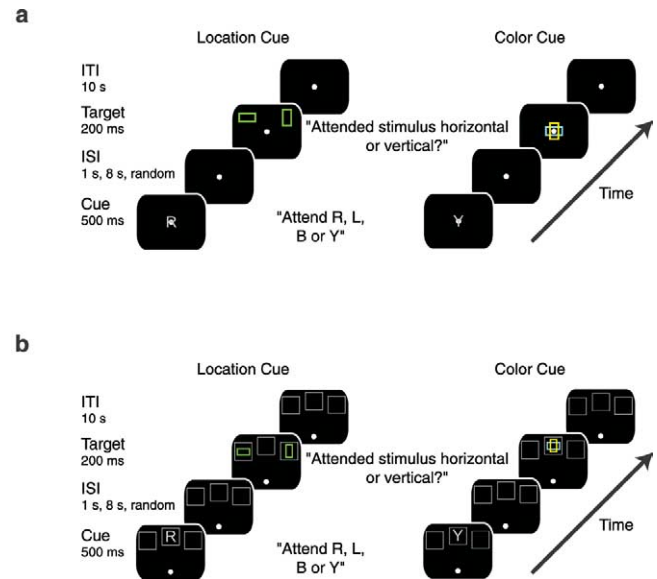 a
Location Cue
Color Cue
ITI
10 s
Target
200 ms
"Attended stimulus horizontal
or vertical?"
ISI
1 s, 8 s, random
Time
Cue
500 ms
R
"Attend R, L,
B or Y"
Y
b
Location Cue
Color Cue
ITI
10 s
Target
200 ms
"Attended stimulus horizontal
or vertical?"
ISI
1 s, 8 s, random
Time
Cue
500 ms
R
"Attend R, L,
B or Y"
Y